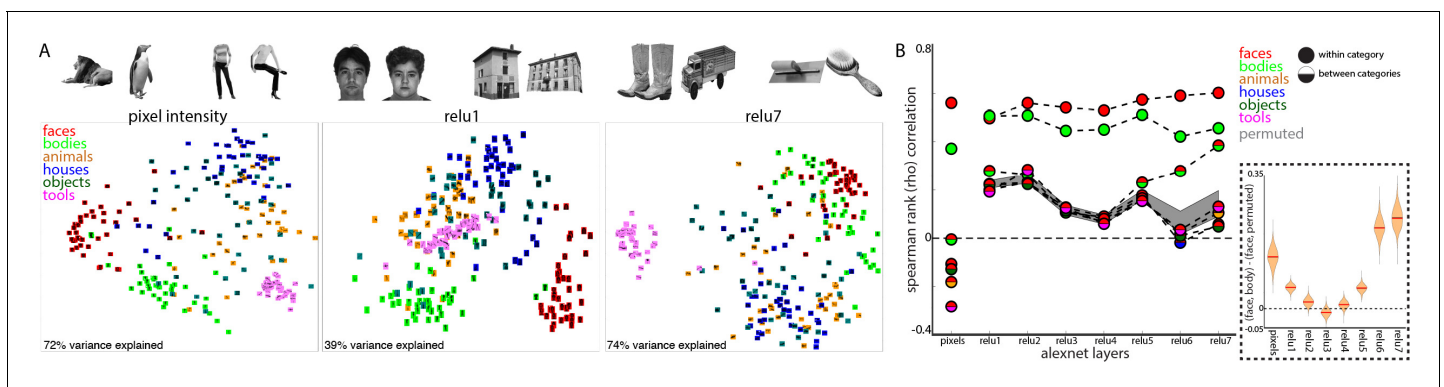 A
pixel intensity
relu1
relu7
faces
bodies
animals
houses
objects
tools
72% variance explained
39% variance explained
74% variance explained
B
0.8
0
-0.4
spearman rank (rho) correlation
pixels
relu1
relu2
relu3
relu4
relu5
relu6
relu7
alexnet layers
faces
bodies
animals
houses
objects
tools
permuted
within category
between categories
0.35
0
-0.05
(face, body) - (face, permuted)
pixels
relu1
relu2
relu3
relu4
relu5
relu6
relu7